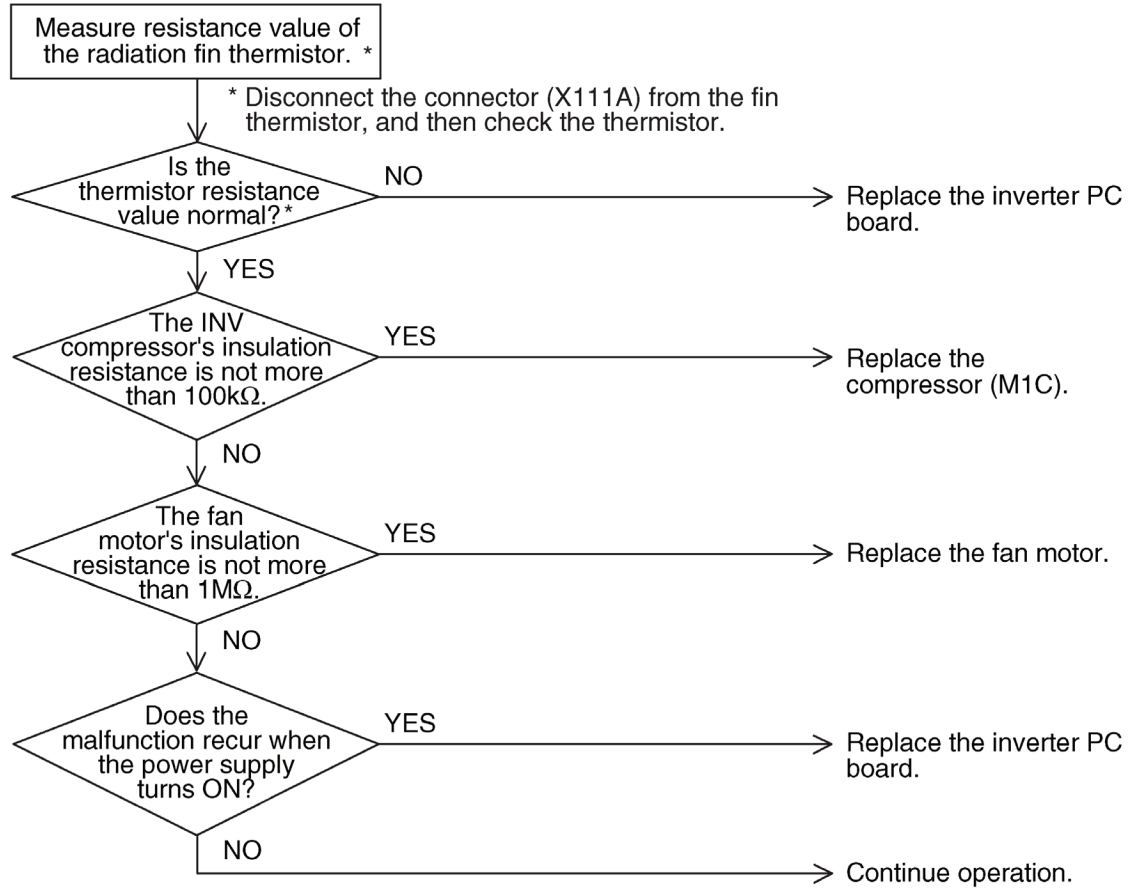 Measure resistance value of
the radiation fin thermistor. *
* Disconnect the connector (X111A) from the fin
thermistor, and then check the thermistor.
Is the
thermistor resistance
value normal?*
NO
Replace the inverter PC
board.
YES
The INV
compressor's insulation
resistance is not more
than 100kΩ.
YES
Replace the
compressor (M1C).
NO
The fan
motor's insulation
resistance is not more
than 1MΩ.
YES
Replace the fan motor.
NO
Does the
malfunction recur when
the power supply
turns ON?
YES
Replace the inverter PC
board.
NO
Continue operation.